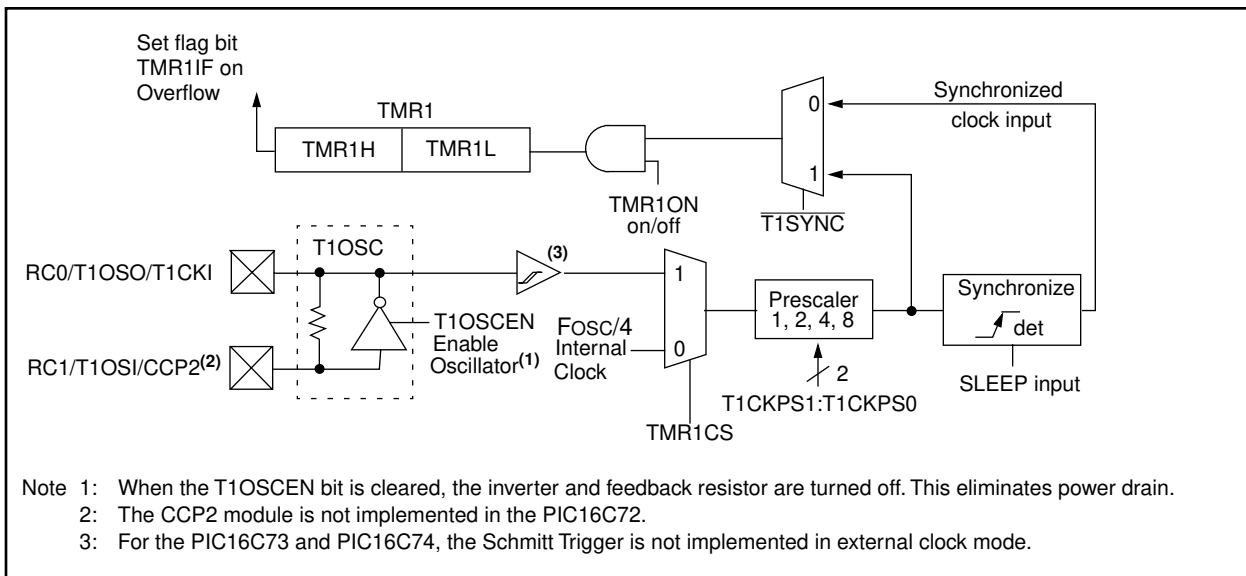 Set flag bit
TMR1IF on
Overflow
TMR1
TMR1H
TMR1L
TMR1ON
on/off
0
1
T1SYNC
Synchronized
clock input
T1OSC
RC0/T1OSO/T1CKI
RC1/T1OSI/CCP2(2)
T1OSCEN
Enable
Oscillator(1)
(3)
FOSC/4
Internal
Clock
1
0
TMR1CS
Prescaler
1, 2, 4, 8
2
T1CKPS1:T1CKPS0
Synchronize
det
SLEEP input
Note 1: When the T1OSCEN bit is cleared, the inverter and feedback resistor are turned off. This eliminates power drain.
2: The CCP2 module is not implemented in the PIC16C72.
3: For the PIC16C73 and PIC16C74, the Schmitt Trigger is not implemented in external clock mode.